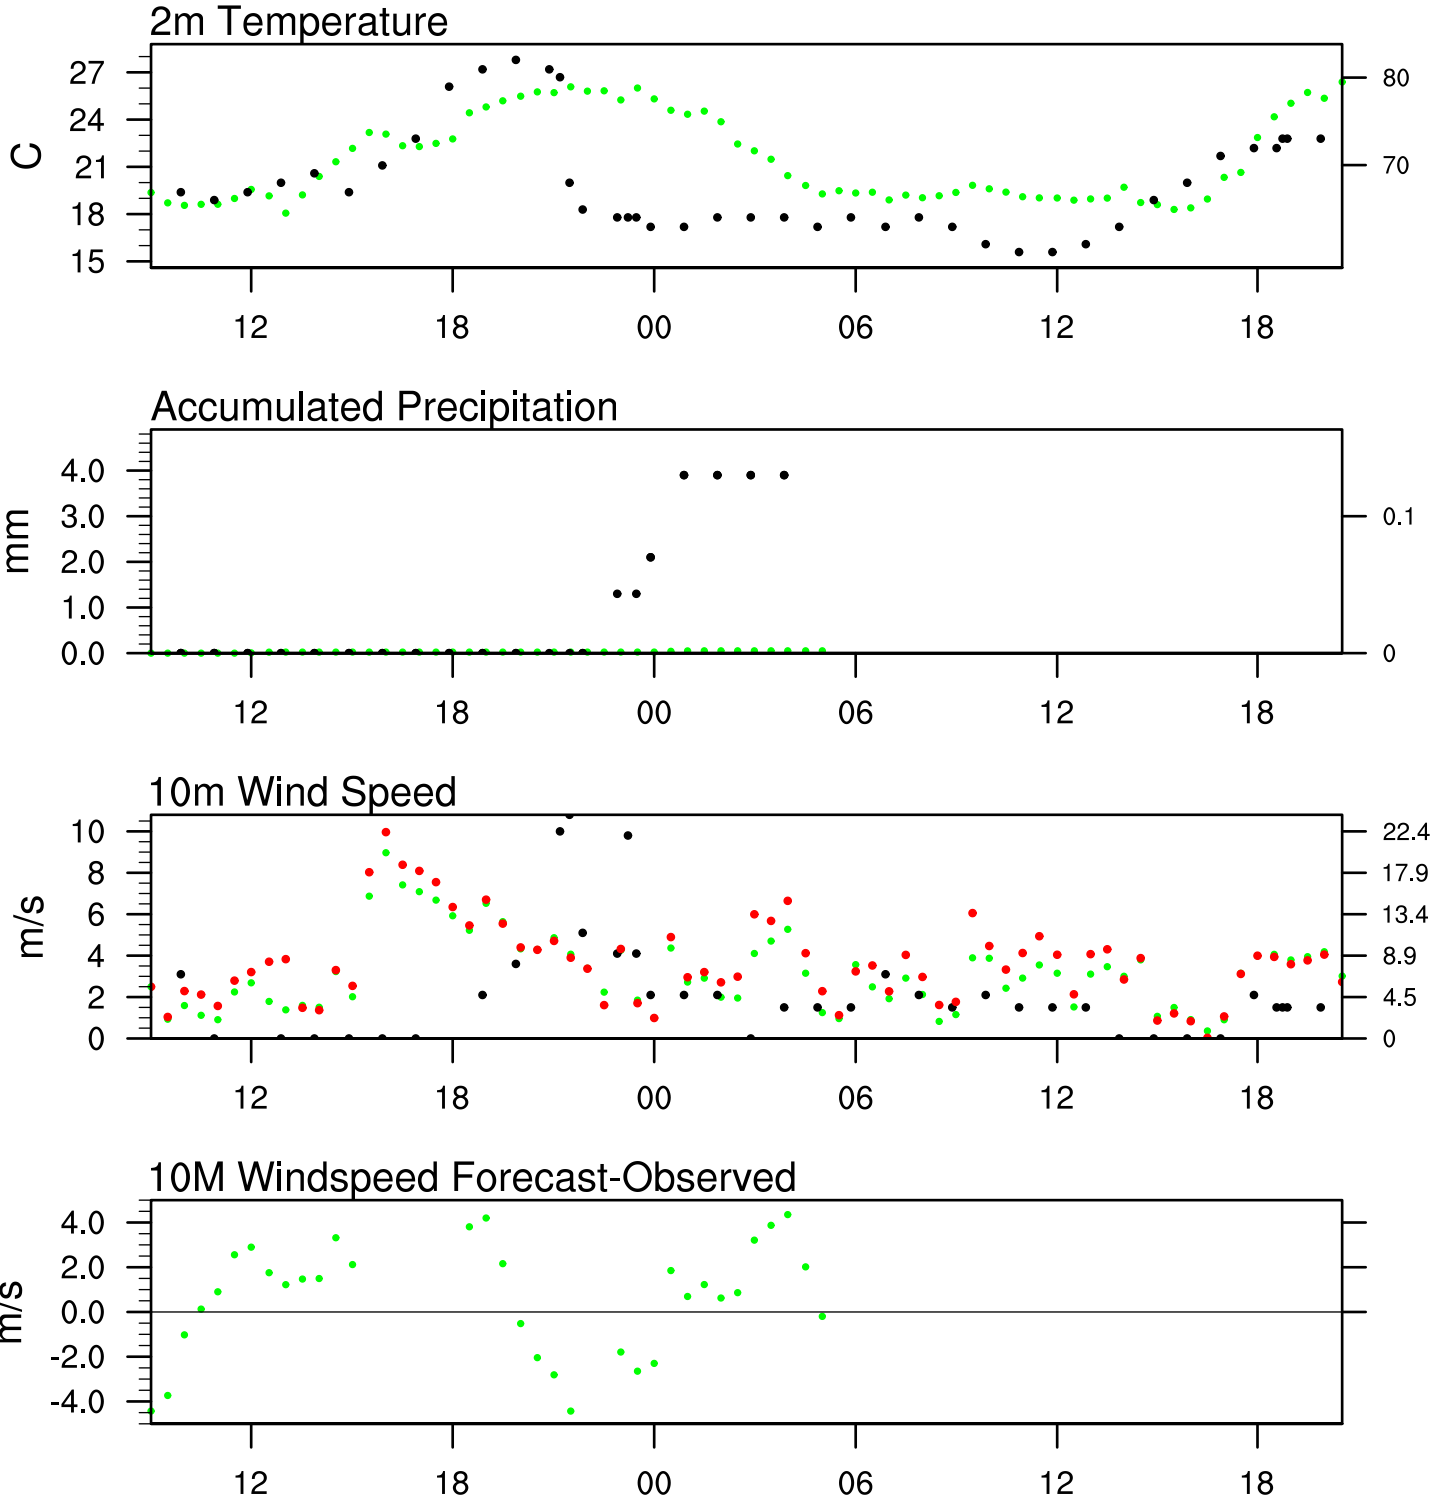 2m Temperature
27
24
21
18
15
C
80
70
12 18 00 06 12 18
Accumulated Precipitation
4.0
3.0
2.0
1.0
0.0
mm
0.1
0
12 18 00 06 12 18
10m Wind Speed
10
8
6
4
2
0
m/s
22.4
17.9
13.4
8.9
4.5
0
12 18 00 06 12 18
10M Windspeed Forecast-Observed
4.0
2.0
0.0
-2.0
-4.0
m/s
12 18 00 06 12 18